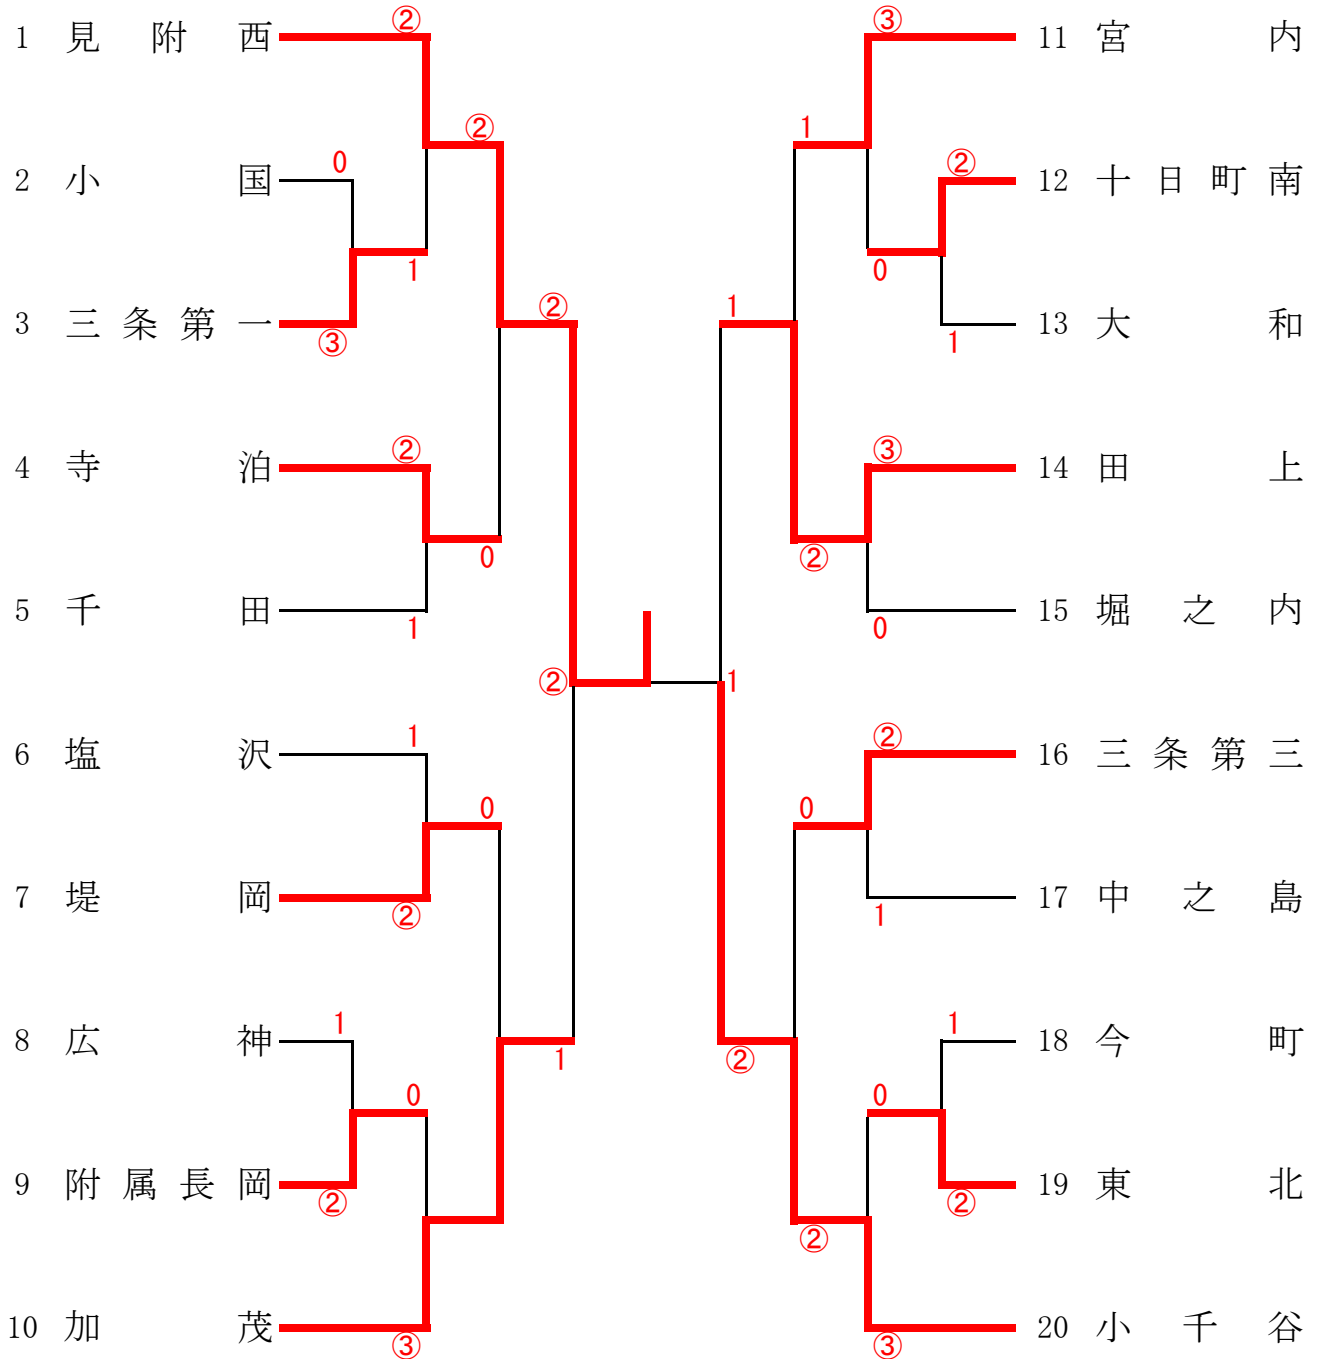 ② ③
1 見附西 11 宮内
② 1
0 ②
2 小国 12 十日町南
1 0
② 1
3 三条第一 13 大和
③ 1
② ③
4 寺泊 14 田上
0 ②
5 千田 15 堀之内
1 0
② 1
1 ②
6 塩沢 16 三条第三
0 0
7 堤岡 17 中之島
② 1
1 1
8 広神 18 今町
1 ②
0 0
9 附属長岡 19 東北
② ②
②
10 加茂 20 小千谷
③ ③